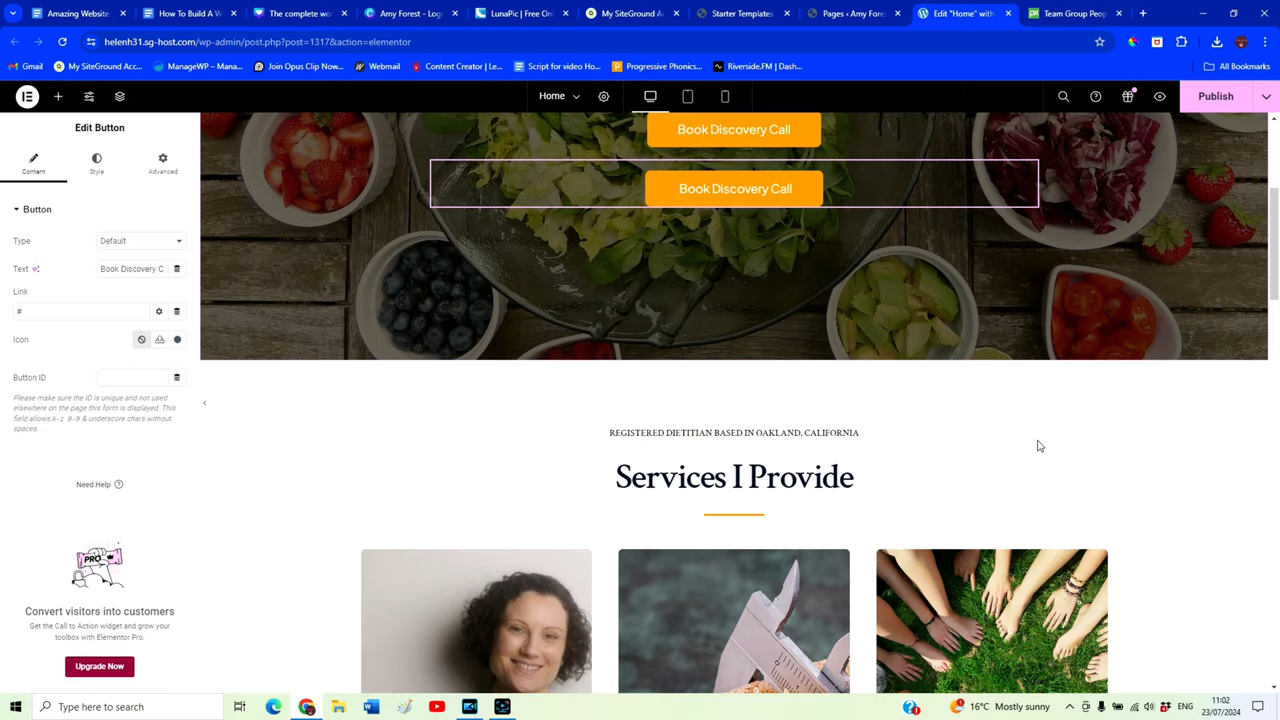 Amazing Website
How To Build A W
The complete wo
Amy Forest - Log
LunaPic | Free Onl
My SiteGround A
Starter Templates
Pages ‹ Amy Fore
Edit "Home" with
Team Group Peop
helenh31.sg-host.com/wp-admin/post.php?post=1317&action=elementor
Gmail
My SiteGround Acc...
ManageWP – Mana...
Join Opus Clip Now...
Webmail
Content Creator | Le...
Script for video Ho...
Progressive Phonics...
Riverside.FM | Dash...
All Bookmarks
Home
Publish
Edit Button
Content
Style
Advanced
Button
Type
Default
Text
Book Discovery C
Link
#
Icon
Button ID
Please make sure the ID is unique and not used
elsewhere on the page this form is displayed. This
field allows A-z 0-9 & underscore chars without
spaces.
Need Help
PRO
Convert visitors into customers
Get the Call to Action widget and grow your
toolbox with Elementor Pro.
Upgrade Now
Book Discovery Call
Book Discovery Call
REGISTERED DIETITIAN BASED IN OAKLAND, CALIFORNIA
Services I Provide
Type here to search
16°C Mostly sunny
ENG
11:02
23/07/2024